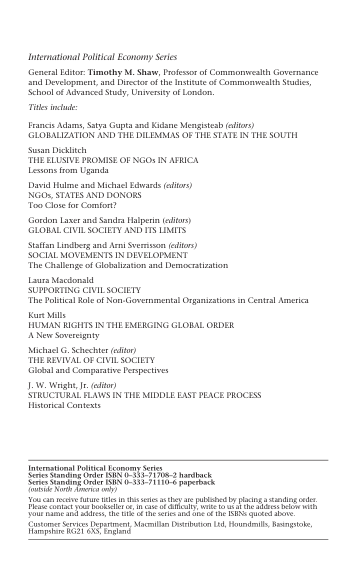 International Political Economy Series
General Editor: Timothy M. Shaw, Professor of Commonwealth Governance
and Development, and Director of the Institute of Commonwealth Studies,
School of Advanced Study, University of London.
Titles include:
Francis Adams, Satya Gupta and Kidane Mengisteab (editors)
GLOBALIZATION AND THE DILEMMAS OF THE STATE IN THE SOUTH
Susan Dicklitch
THE ELUSIVE PROMISE OF NGOs IN AFRICA
Lessons from Uganda
David Hulme and Michael Edwards (editors)
NGOs, STATES AND DONORS
Too Close for Comfort?
Gordon Laxer and Sandra Halperin (editors)
GLOBAL CIVIL SOCIETY AND ITS LIMITS
Staffan Lindberg and Arni Sverrisson (editors)
SOCIAL MOVEMENTS IN DEVELOPMENT
The Challenge of Globalization and Democratization
Laura Macdonald
SUPPORTING CIVIL SOCIETY
The Political Role of Non-Governmental Organizations in Central America
Kurt Mills
HUMAN RIGHTS IN THE EMERGING GLOBAL ORDER
A New Sovereignty
Michael G. Schechter (editor)
THE REVIVAL OF CIVIL SOCIETY
Global and Comparative Perspectives
J. W. Wright, Jr. (editor)
STRUCTURAL FLAWS IN THE MIDDLE EAST PEACE PROCESS
Historical Contexts
International Political Economy Series
Series Standing Order ISBN 0–333–71708–2 hardback
Series Standing Order ISBN 0–333–71110–6 paperback
(outside North America only)
You can receive future titles in this series as they are published by placing a standing order.
Please contact your bookseller or, in case of difficulty, write to us at the address below with
your name and address, the title of the series and one of the ISBNs quoted above.
Customer Services Department, Macmillan Distribution Ltd, Houndmills, Basingstoke,
Hampshire RG21 6XS, England